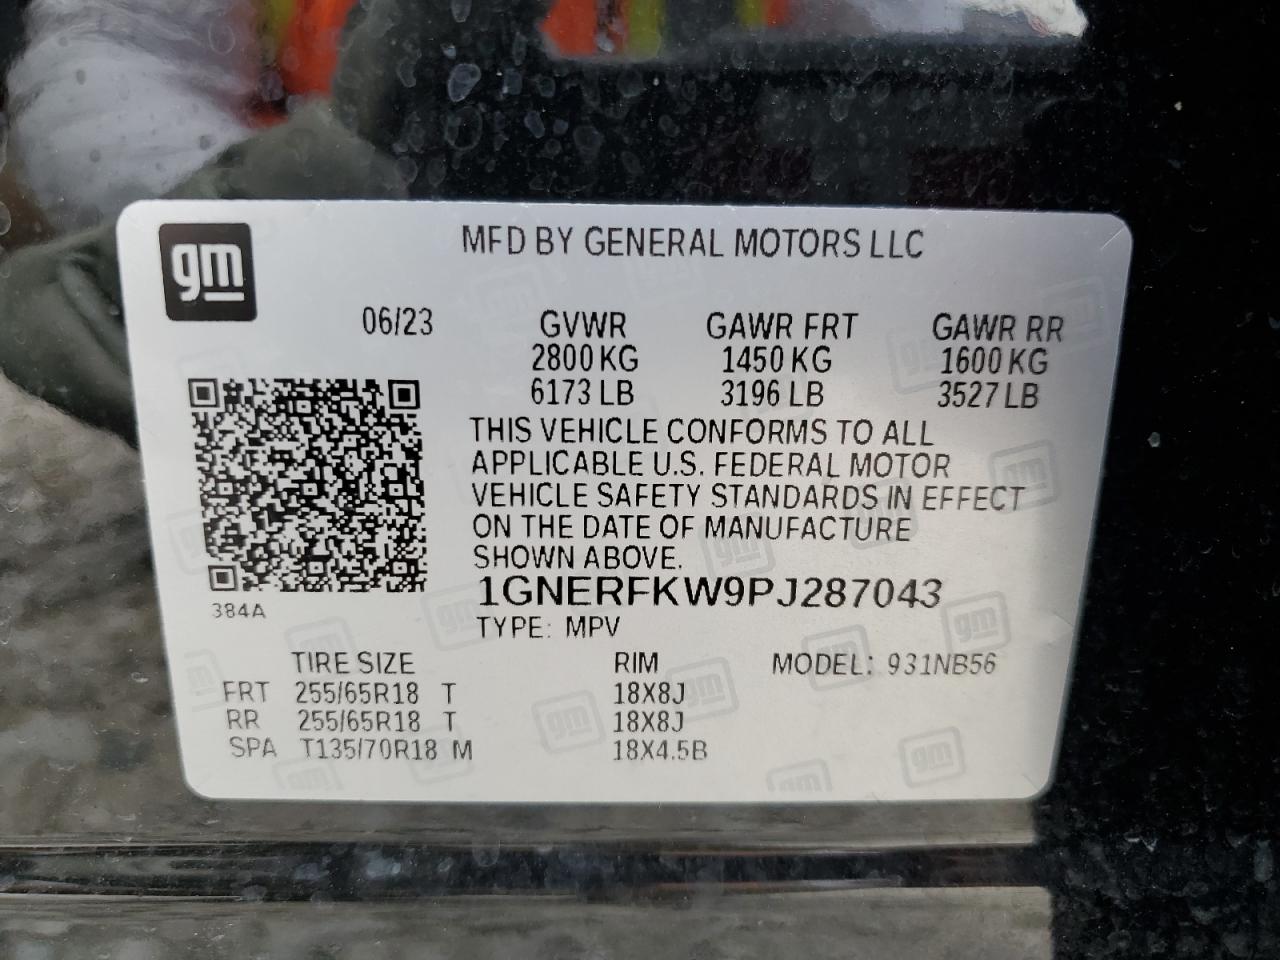 gm
MFD BY GENERAL MOTORS LLC
06/23 GVWR GAWR FRT GAWR RR
2800 KG 1450 KG 1600 KG
6173 LB 3196 LB 3527 LB
THIS VEHICLE CONFORMS TO ALL
APPLICABLE U.S. FEDERAL MOTOR
VEHICLE SAFETY STANDARDS IN EFFECT
ON THE DATE OF MANUFACTURE
SHOWN ABOVE.
1GNERFKW9PJ287043
384A
TYPE: MPV
TIRE SIZE RIM MODEL: 931NB56
FRT 255/65R18 T 18X8J
RR 255/65R18 T 18X8J
SPA T135/70R18 M 18X4.5B